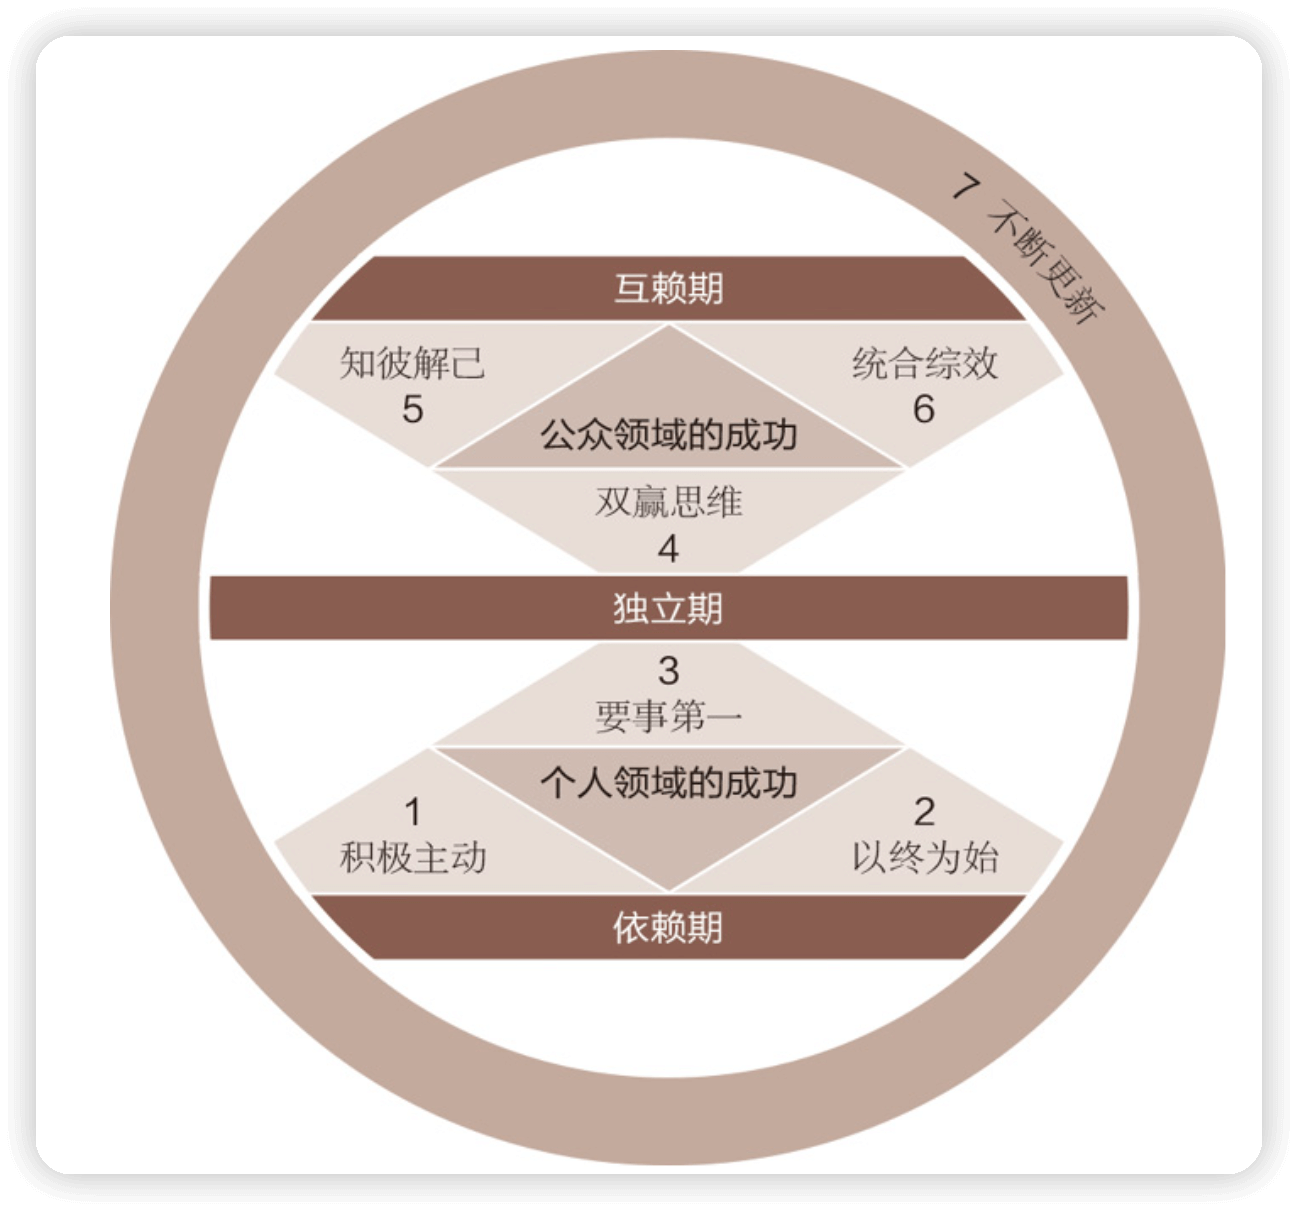 7 不断更新
互赖期
知彼解己
5
统合综效
6
公众领域的成功
双赢思维
4
独立期
3
要事第一
个人领域的成功
1
积极主动
2
以终为始
依赖期